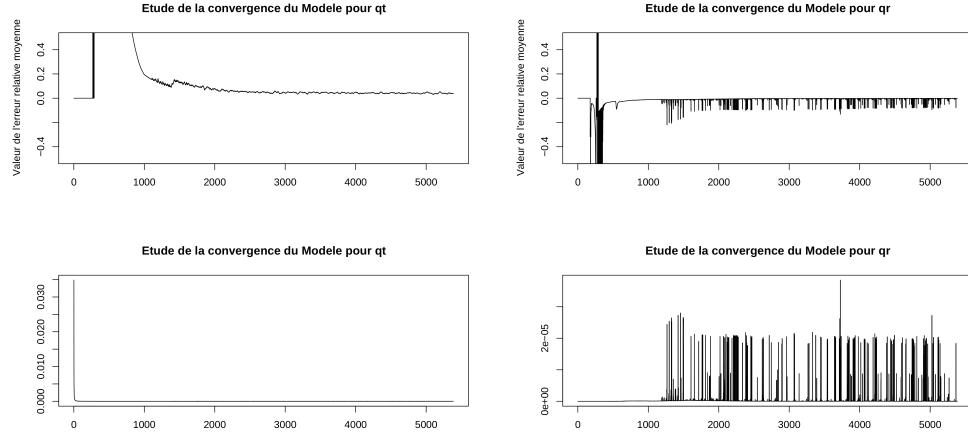 Etude de la convergence du Modele pour qt
Valeur de l'erreur relative moyenne
0.4
0.2
0.0
−0.4
0 1000 2000 3000 4000 5000
Etude de la convergence du Modele pour qr
Valeur de l'erreur relative moyenne
0.4
0.2
0.0
−0.4
0 1000 2000 3000 4000 5000
Etude de la convergence du Modele pour qt
0.030
0.020
0.010
0.000
0 1000 2000 3000 4000 5000
Etude de la convergence du Modele pour qr
2e−05
0e+00
0 1000 2000 3000 4000 5000